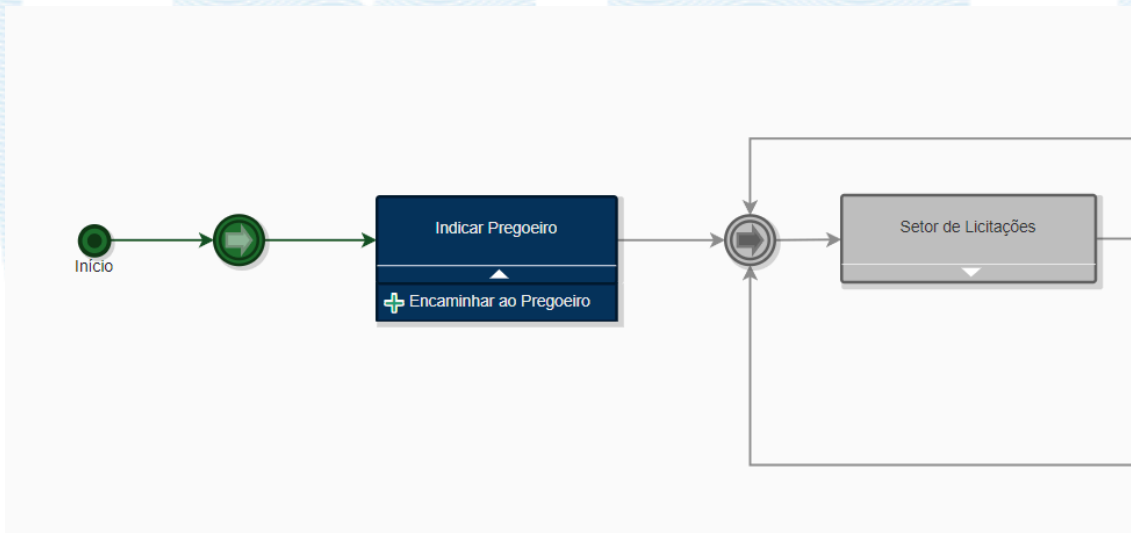 Início
Indicar Pregoeiro
Encaminhar ao Pregoeiro
Setor de Licitações